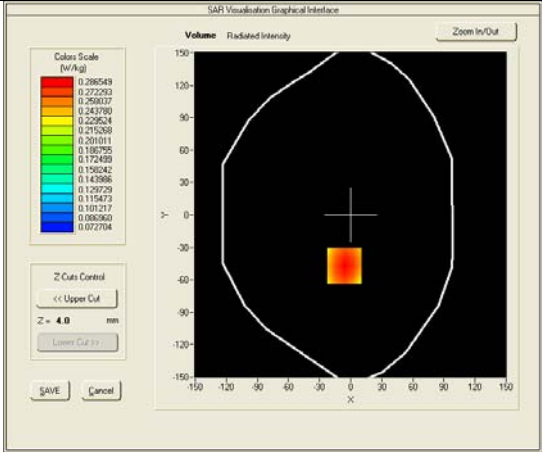 SAR Visualisation Graphical Interface
Volume Radiated Intensity
Zoom In/Out
Colors Scale
(W/kg)
0.286549
0.272293
0.258037
0.243780
0.229524
0.215268
0.201011
0.186755
0.172499
0.158242
0.143986
0.129729
0.115473
0.101217
0.086960
0.072704
Z Cuts Control
<< Upper Cut
Z = 4.0 mm
Lower Cut >>
SAVE Cancel
150
120
90
60
30
0
-30
-60
-90
-120
-150
Y
-150 -120 -90 -60 -30 0 30 60 90 120 150
X